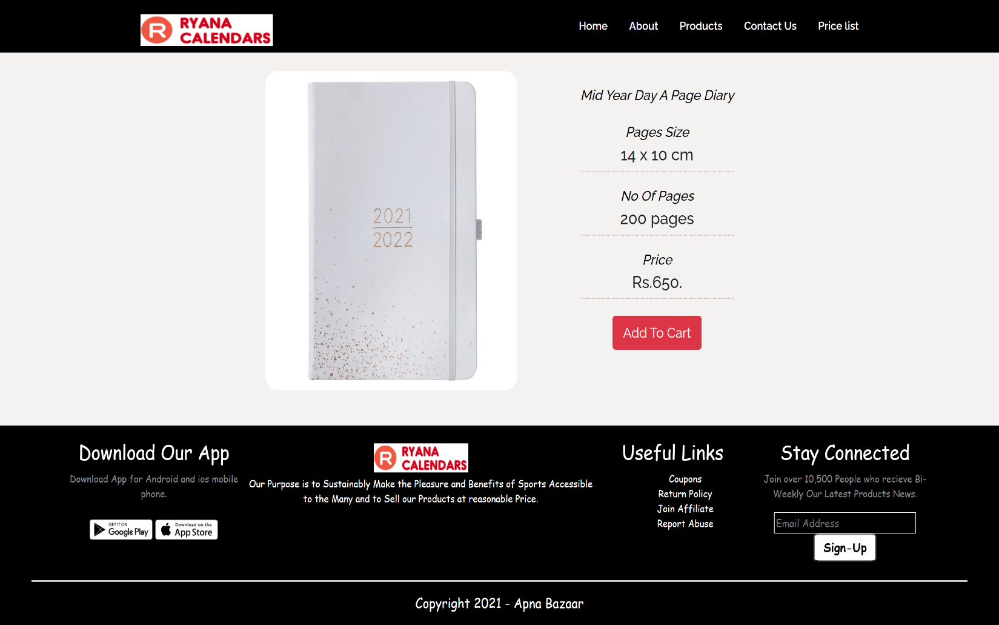 R RYANA
CALENDARS
Home About Products Contact Us Price list
2021
2022
Mid Year Day A Page Diary
Pages Size
14 x 10 cm
No Of Pages
200 pages
Price
Rs.650.
Add To Cart
Download Our App
Download App for Android and ios mobile
phone.
GET IT ON
Google Play
Download on the
App Store
R RYANA
CALENDARS
Our Purpose is to Sustainably Make the Pleasure and Benefits of Sports Accessible
to the Many and to Sell our Products at reasonable Price.
Useful Links
Coupons
Return Policy
Join Affiliate
Report Abuse
Stay Connected
Join over 10,500 People who recieve Bi-
Weekly Our Latest Products News.
Email Address
Sign-Up
Copyright 2021 - Apna Bazaar